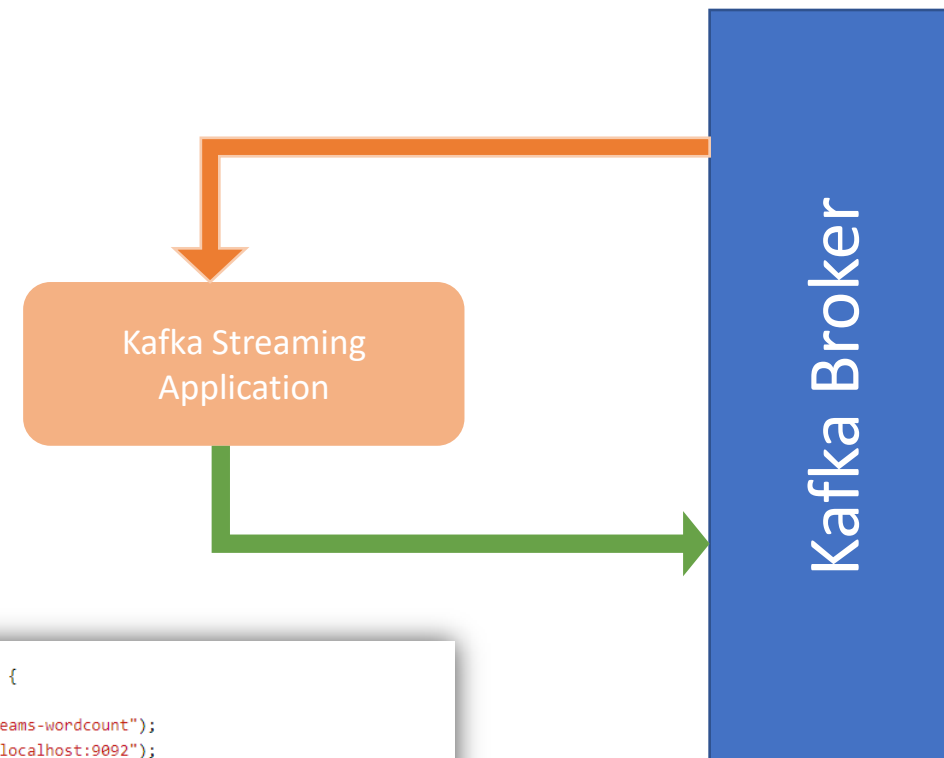 Kafka Streaming
Application
Kafka Broker
{
eams-wordcount");
localhost:9092");